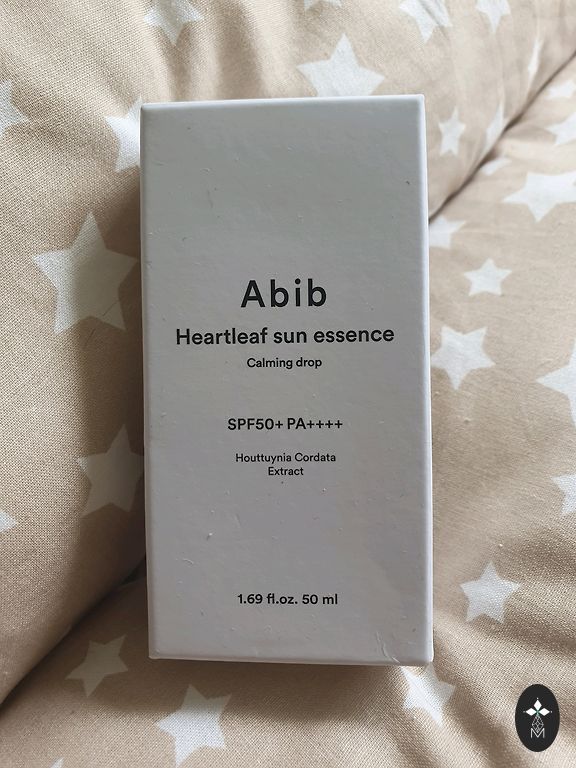 Abib
Heartleaf sun essence
Calming drop
SPF50+ PA++++
Houttuynia Cordata
Extract
1.69 fl.oz. 50 ml
M